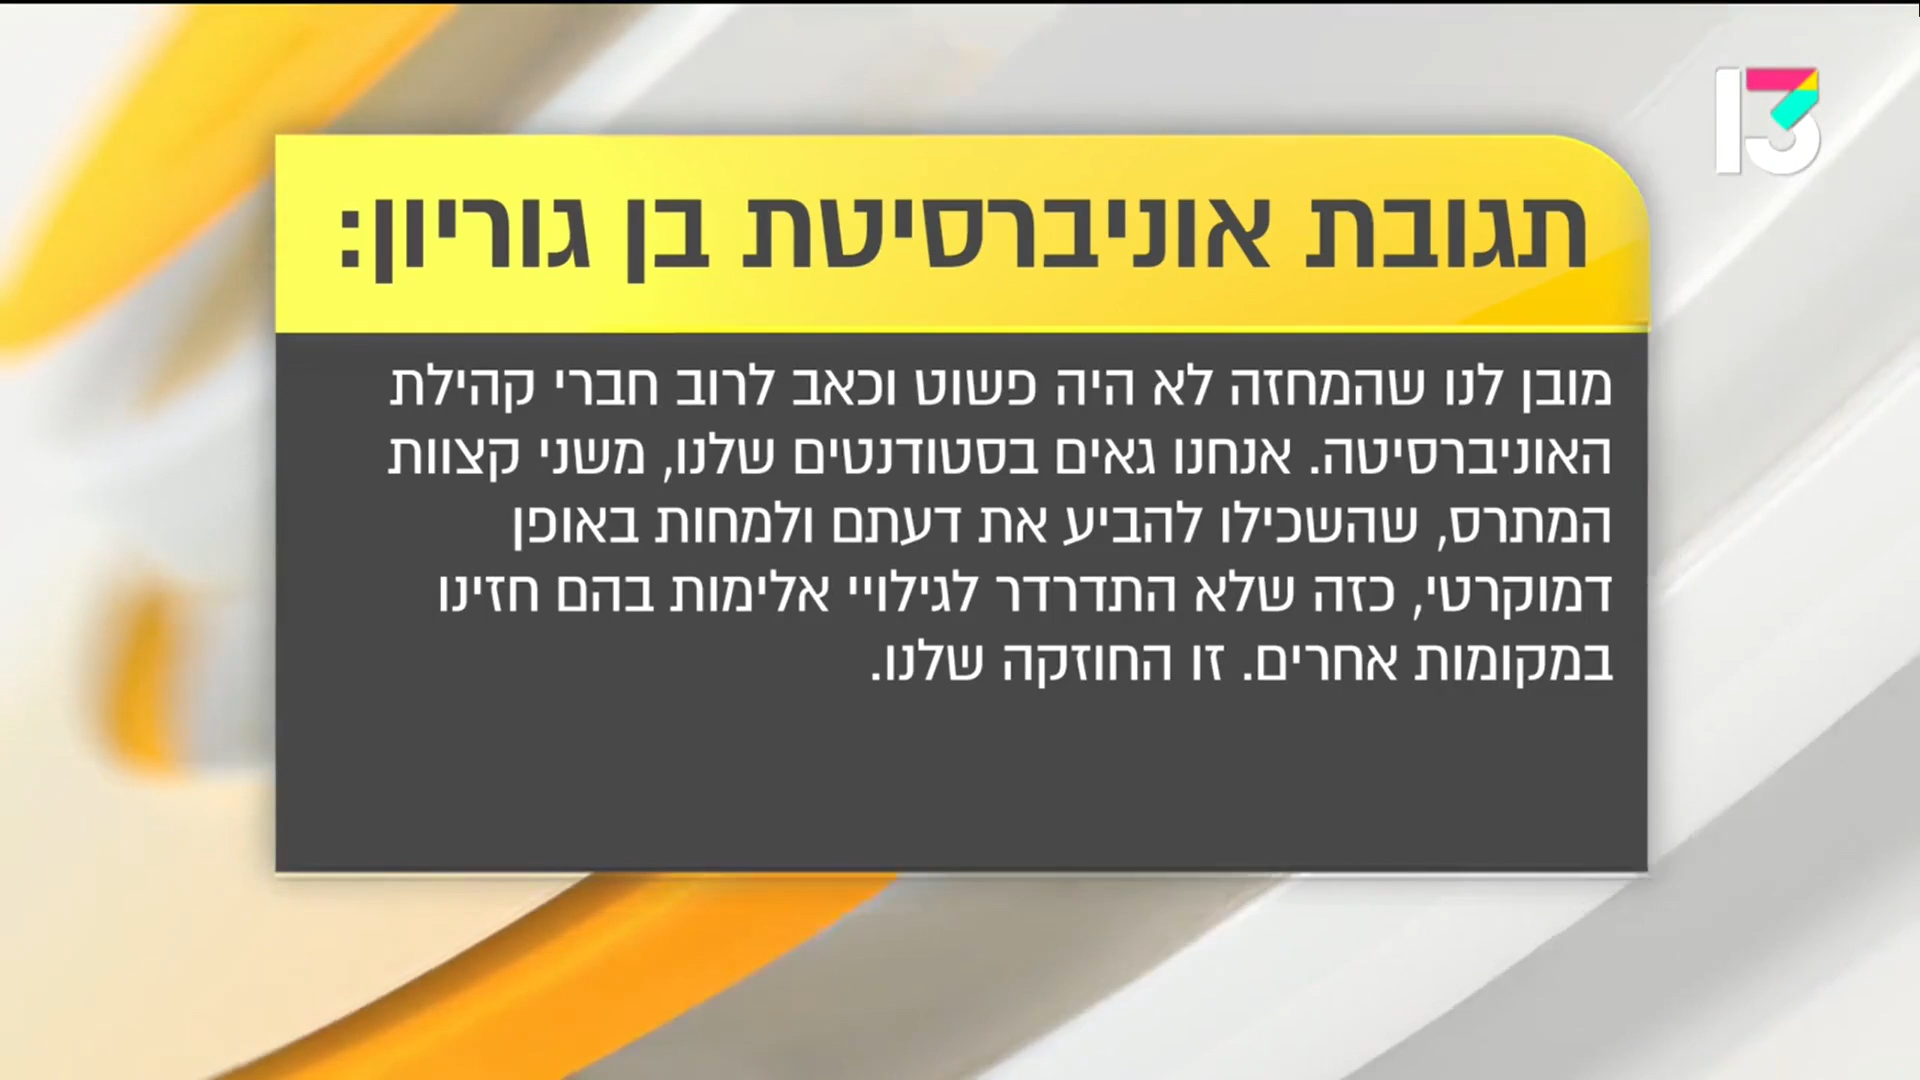 13
תגובת אוניברסיטת בן גוריון:
מובן לנו שהמחזה לא היה פשוט וכאב לרוב חברי קהילת
האוניברסיטה. אנחנו גאים בסטודנטים שלנו, משני קצוות
המתרס, שהשכילו להביע את דעתם ולמחות באופן
דמוקרטי, כזה שלא התדרדר לגילויי אלימות בהם חזינו
במקומות אחרים. זו החוזקה שלנו.